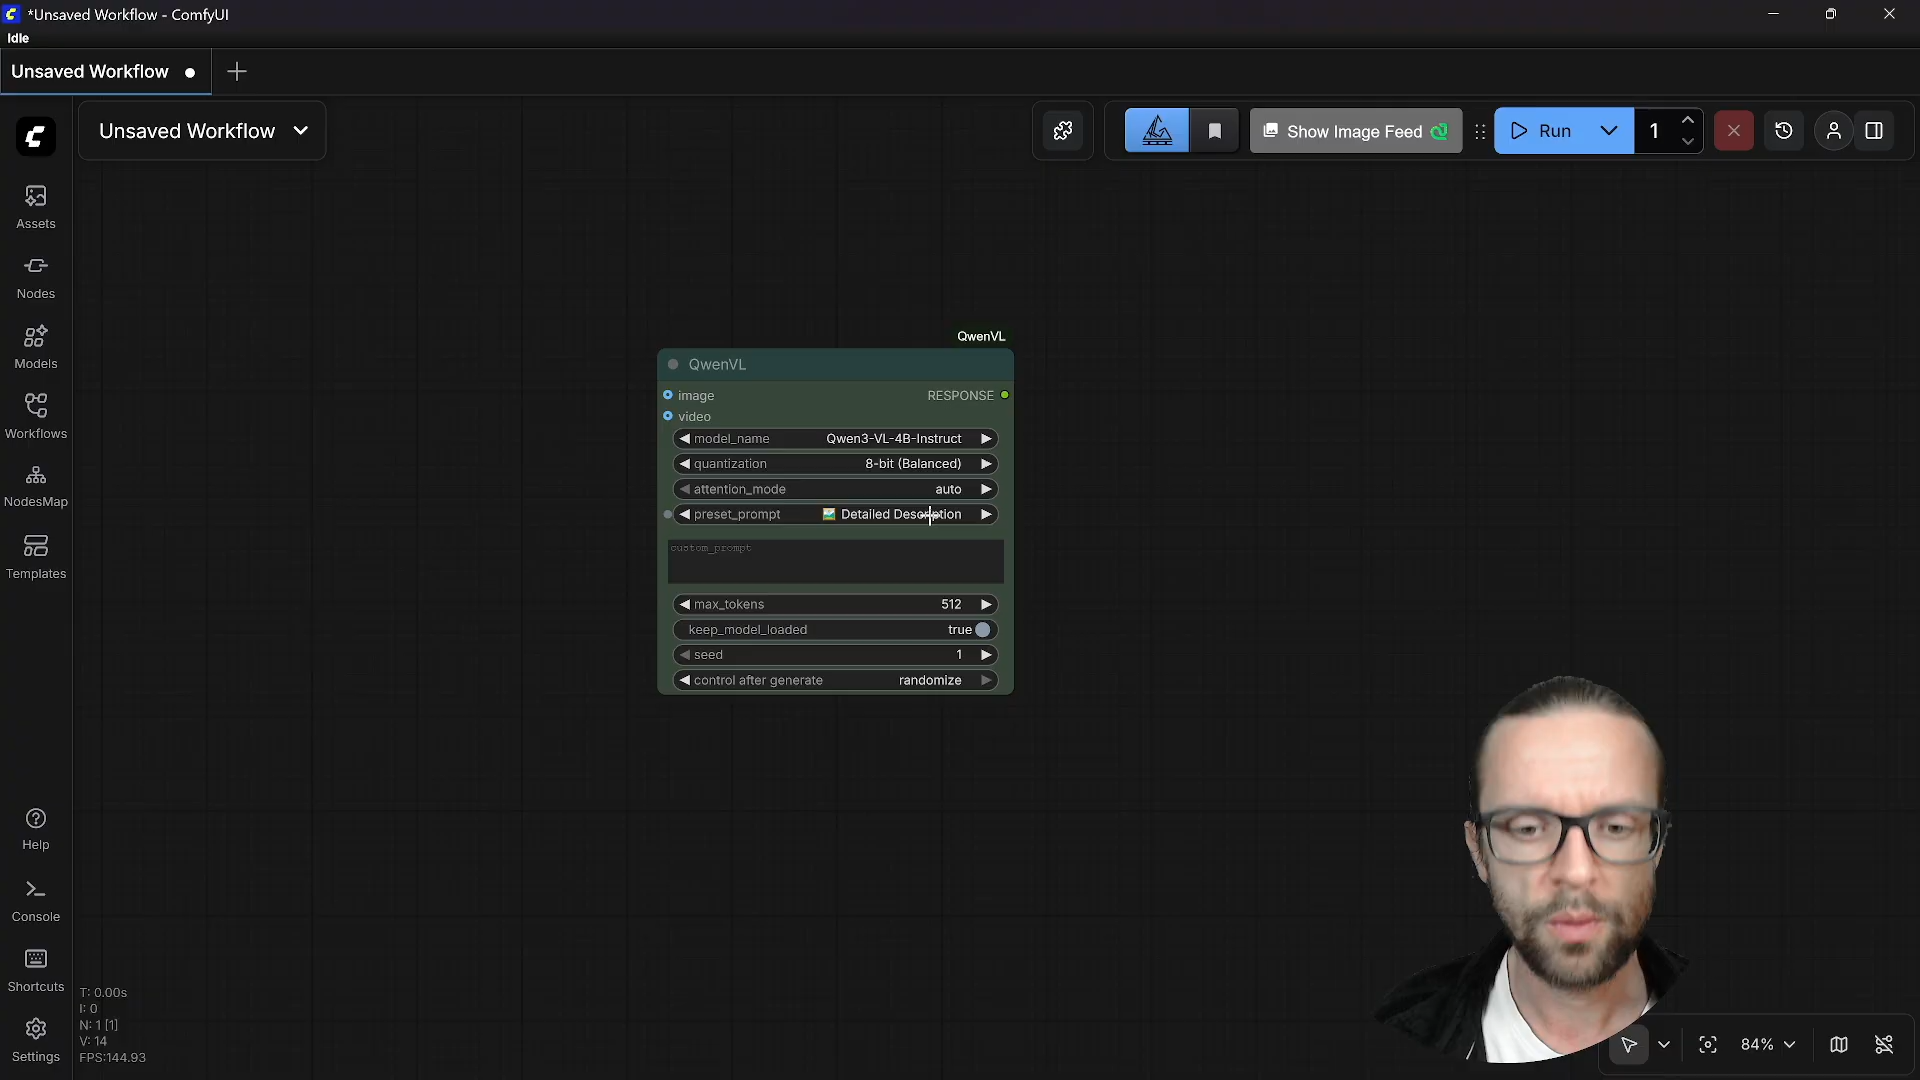 *Unsaved Workflow - ComfyUI
Idle
Unsaved Workflow
Unsaved Workflow
Show Image Feed
Run
1
Assets
Nodes
Models
Workflows
NodesMap
Templates
Help
Console
Shortcuts
Settings
QwenVL
QwenVL
image RESPONSE
video
model_name Qwen3-VL-4B-Instruct
quantization 8-bit (Balanced)
attention_mode auto
preset_prompt Detailed Description
custom_prompt
max_tokens 512
keep_model_loaded true
seed 1
control after generate randomize
T: 0.00s
I: 0
N: 1 [1]
V: 14
FPS:144.93
84%